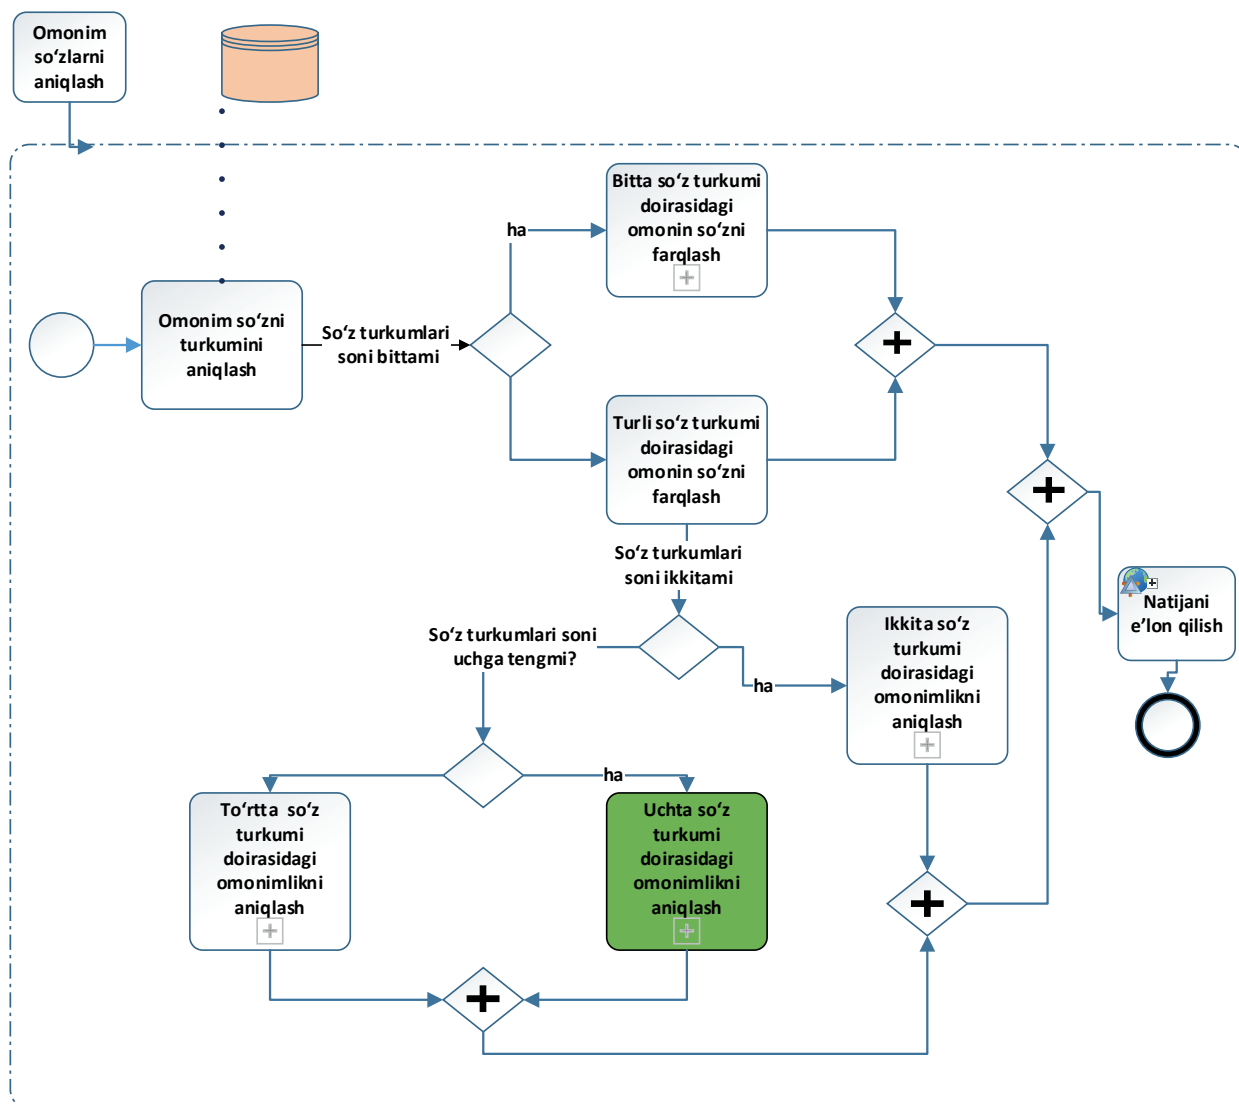 Omonim
so‘zlarni
aniqlash
Bitta so‘z turkumi
doirasidagi
omonin so‘zni
farqlash
ha
Omonim so‘zni
turkumini
aniqlash
So‘z turkumlari
soni bittami
Turli so‘z turkumi
doirasidagi
omonin so‘zni
farqlash
So‘z turkumlari
soni ikkitami
Natijani
e’lon qilish
So‘z turkumlari soni
uchga tengmi?
ha
Ikkita so‘z
turkumi
doirasidagi
omonimlikni
aniqlash
ha
To‘rtta so‘z
turkumi
doirasidagi
omonimlikni
aniqlash
Uchta so‘z
turkumi
doirasidagi
omonimlikni
aniqlash